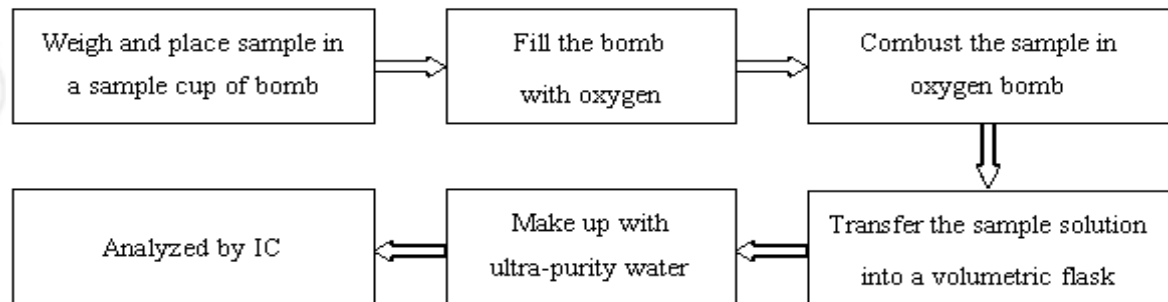 Weigh and place sample in
a sample cup of bomb
Fill the bomb
with oxygen
Combust the sample in
oxygen bomb
Transfer the sample solution
into a volumetric flask
Make up with
ultra-purity water
Analyzed by IC